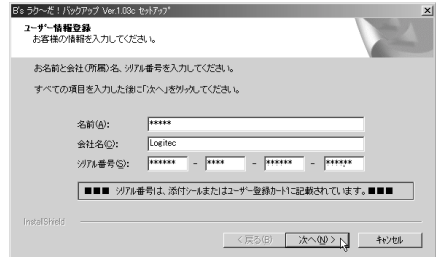 B's ラク〜だ！バックアップ Ver.1.03c セットアップ
ユーザー情報登録
お客様の情報を入力してください。
お名前と会社（所属）名、シリアル番号を入力してください。
すべての項目を入力した後に「次へ」をクリックしてください。
名前(A): *****
会社名(C): Logitec
シリアル番号(S): ****** - **** - ****** - ******
■■■ シリアル番号は、添付シールまたはユーザー登録カードに記載されています。■■■
InstallShield
< 戻る(B) 次へ(N) > キャンセル